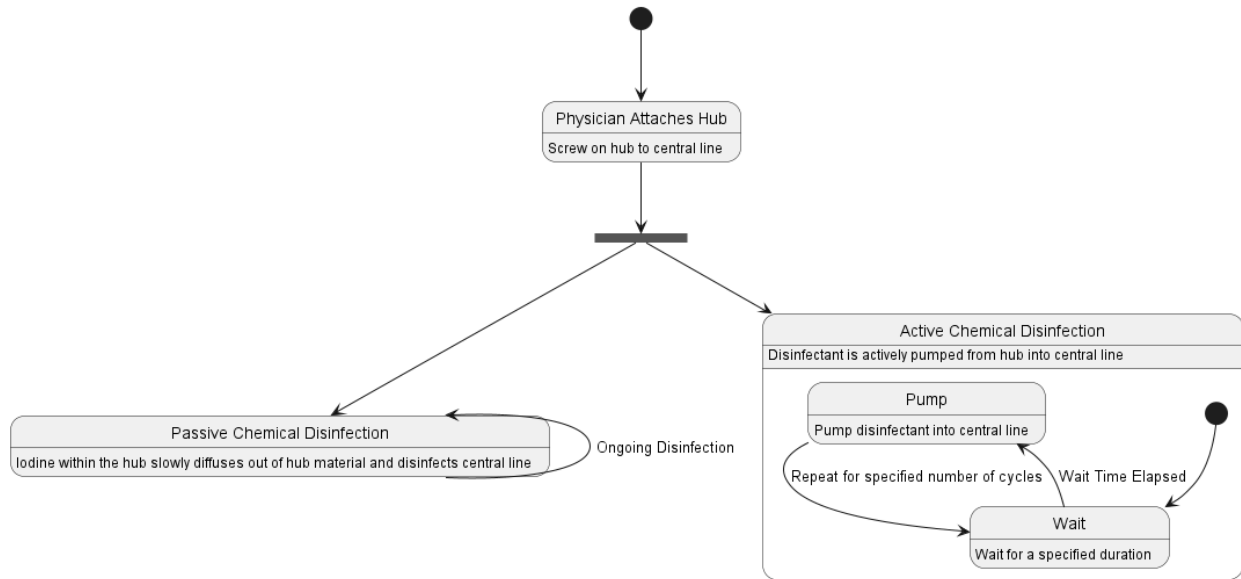 Physician Attaches Hub
Screw on hub to central line
Active Chemical Disinfection
Disinfectant is actively pumped from hub into central line
Pump
Pump disinfectant into central line
Passive Chemical Disinfection
Iodine within the hub slowly diffuses out of hub material and disinfects central line
Ongoing Disinfection
Repeat for specified number of cycles
Wait Time Elapsed
Wait
Wait for a specified duration